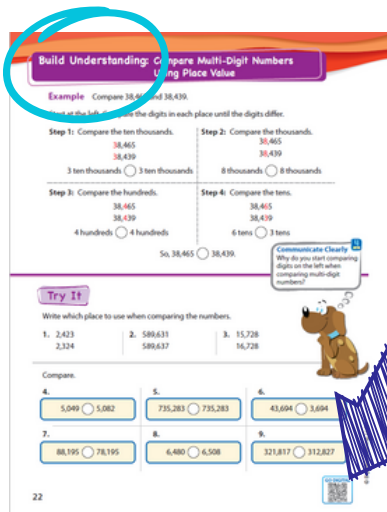 Build Understanding: Compare Multi-Digit Numbers
Using Place Value
Example Compare 38,465 and 38,439.
at the left. Compare the digits in each place until the digits differ.
Step 1: Compare the ten thousands.
38,465
38,439
3 ten thousands 3 ten thousands
Step 2: Compare the thousands.
38,465
38,439
8 thousands 8 thousands
Step 3: Compare the hundreds.
38,465
38,439
4 hundreds 4 hundreds
Step 4: Compare the tens.
38,465
38,439
6 tens 3 tens
So, 38,465 38,439.
Communicate Clearly
Why do you start comparing
digits on the left when
comparing multi-digit
numbers?
Try It
Write which place to use when comparing the numbers.
1. 2,423
2,324
2. 589,631
589,637
3. 15,728
16,728
Compare.
4.
5,049 5,082
5.
735,283 735,283
6.
43,694 3,694
7.
88,195 78,195
8.
6,480 6,508
9.
321,817 312,827
22
GO DIGITAL